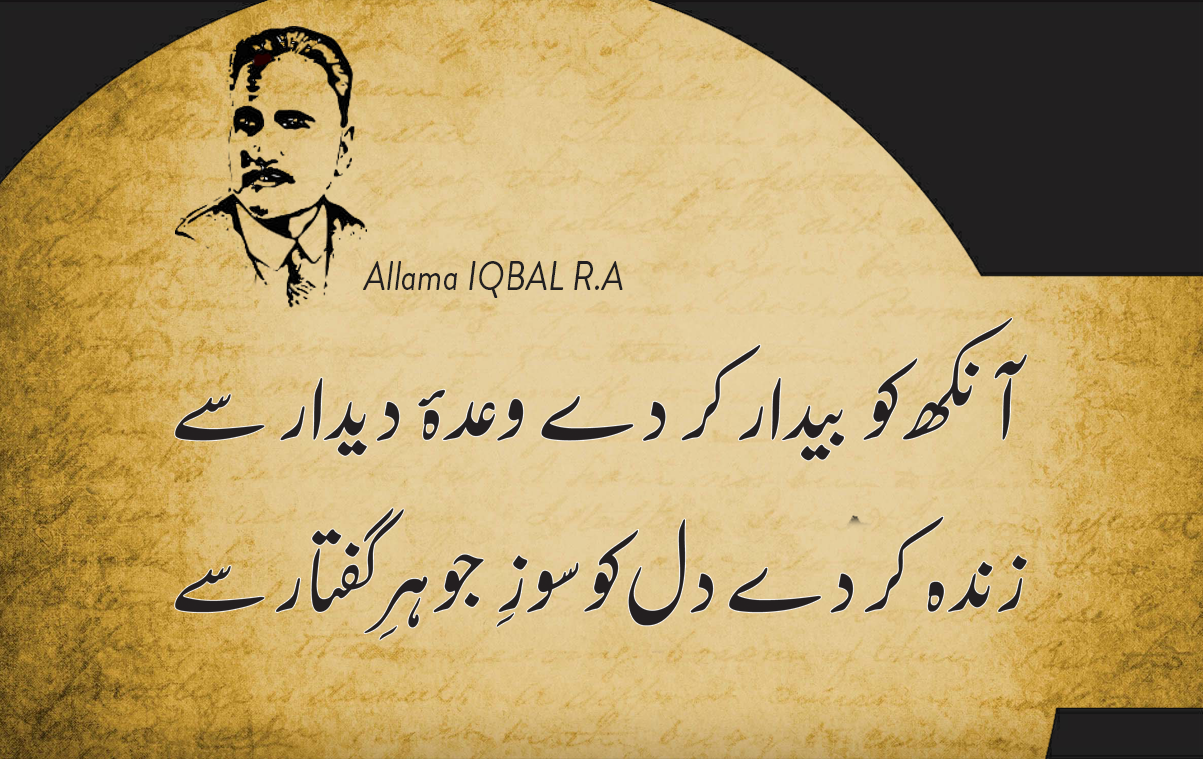 Allama IQBAL R.A
آنکھ کو بیدار کر دے وعدۂ دیدار سے
زندہ کر دے دل کو سوزِ جوہرِ گفتار سے